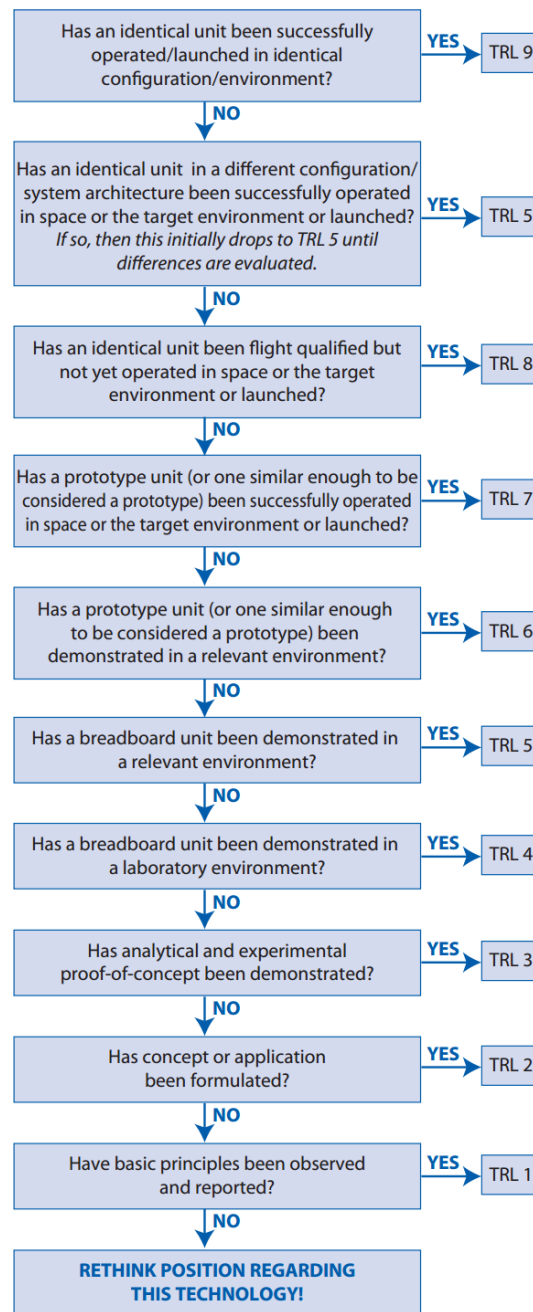 Has an identical unit been successfully
operated/launched in identical
configuration/environment?
YES
TRL 9
NO
Has an identical unit in a different configuration/
system architecture been successfully operated
in space or the target environment or launched?
If so, then this initially drops to TRL 5 until
differences are evaluated.
YES
TRL 5
NO
Has an identical unit been flight qualified but
not yet operated in space or the target
environment or launched?
YES
TRL 8
NO
Has a prototype unit (or one similar enough to be
considered a prototype) been successfully operated
in space or the target environment or launched?
YES
TRL 7
NO
Has a prototype unit (or one similar enough
to be considered a prototype) been
demonstrated in a relevant environment?
YES
TRL 6
NO
Has a breadboard unit been demonstrated in
a relevant environment?
YES
TRL 5
NO
Has a breadboard unit been demonstrated in
a laboratory environment?
YES
TRL 4
NO
Has analytical and experimental
proof-of-concept been demonstrated?
YES
TRL 3
NO
Has concept or application
been formulated?
YES
TRL 2
NO
Have basic principles been observed
and reported?
YES
TRL 1
NO
RETHINK POSITION REGARDING
THIS TECHNOLOGY!